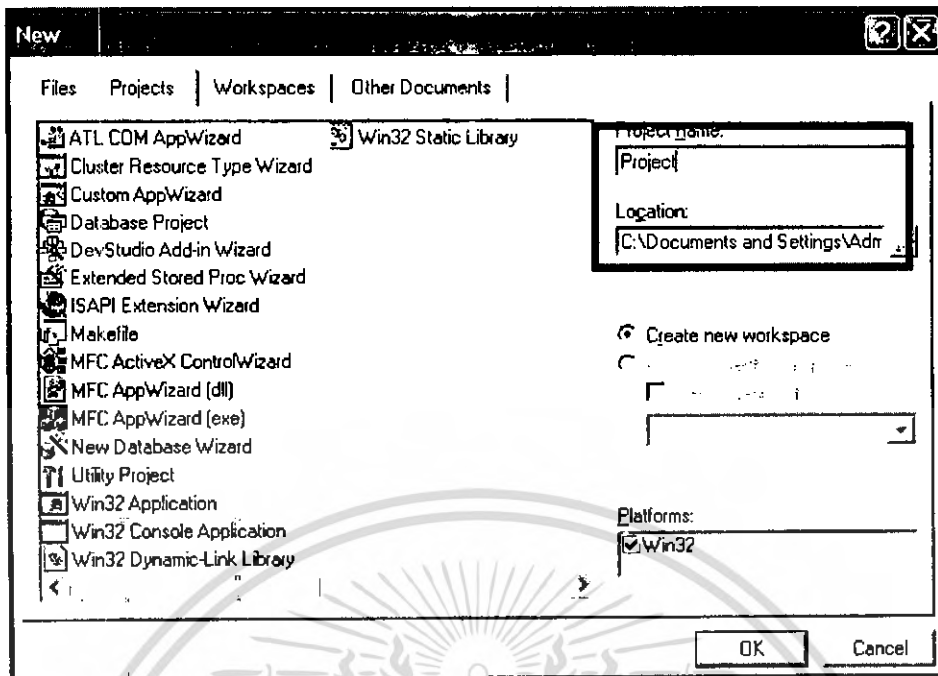 New
Files Projects Workspaces Other Documents
ATL COM AppWizard
Cluster Resource Type Wizard
Custom AppWizard
Database Project
DevStudio Add-in Wizard
Extended Stored Proc Wizard
ISAPI Extension Wizard
Makefile
MFC ActiveX ControlWizard
MFC AppWizard (dll)
MFC AppWizard (exe)
New Database Wizard
Utility Project
Win32 Application
Win32 Console Application
Win32 Dynamic-Link Library
Win32 Static Library
Project name:
Project
Location:
C:\Documents and Settings\Adm
...
Create new workspace
Platforms:
Win32
OK Cancel